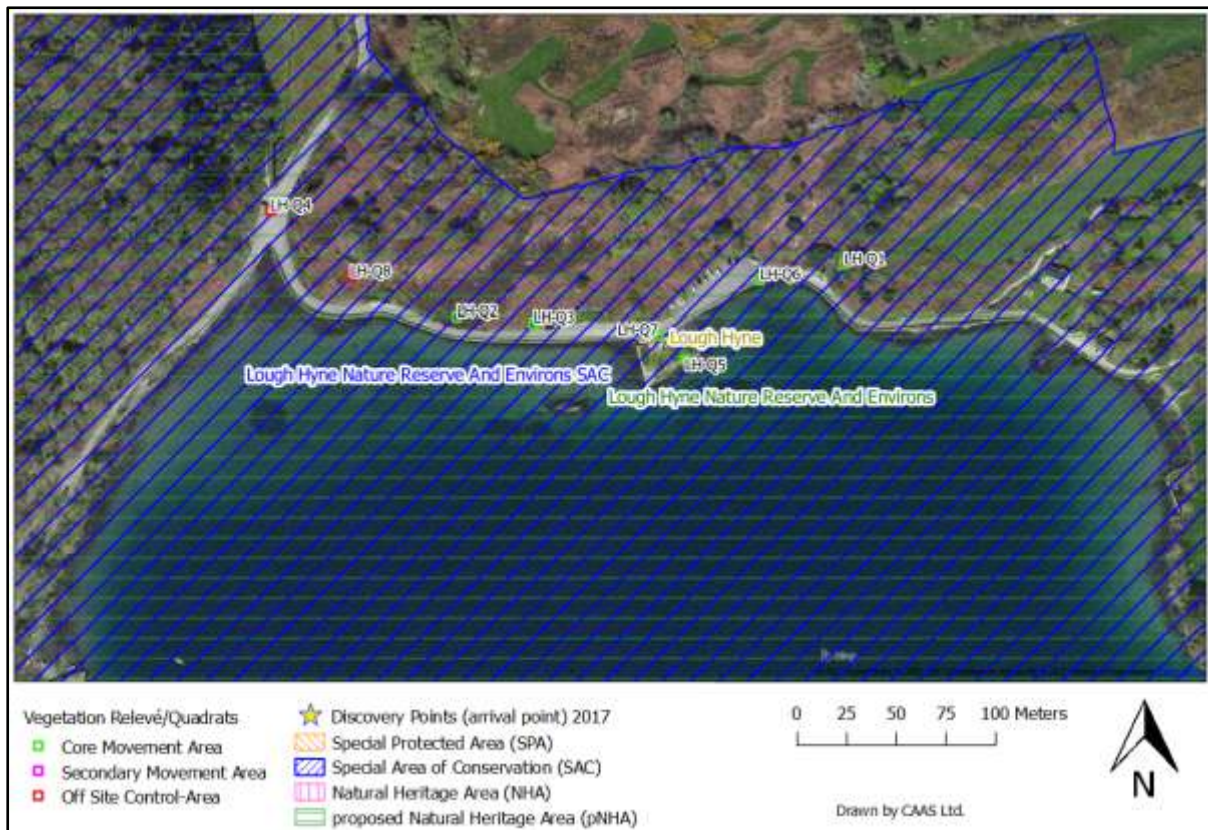 LH-Q4
LH-Q8
LH-Q1
LH-Q6
LH-Q2
LH-Q3
LH-Q7
Lough Hyne
LH-Q5
Lough Hyne Nature Reserve And Environs SAC
Lough Hyne Nature Reserve And Environs
Vegetation Relevé/Quadrats
Core Movement Area
Secondary Movement Area
Off Site Control-Area
Discovery Points (arrival point) 2017
Special Protected Area (SPA)
Special Area of Conservation (SAC)
Natural Heritage Area (NHA)
proposed Natural Heritage Area (pNHA)
0 25 50 75 100 Meters
Drawn by CAAS Ltd.
N